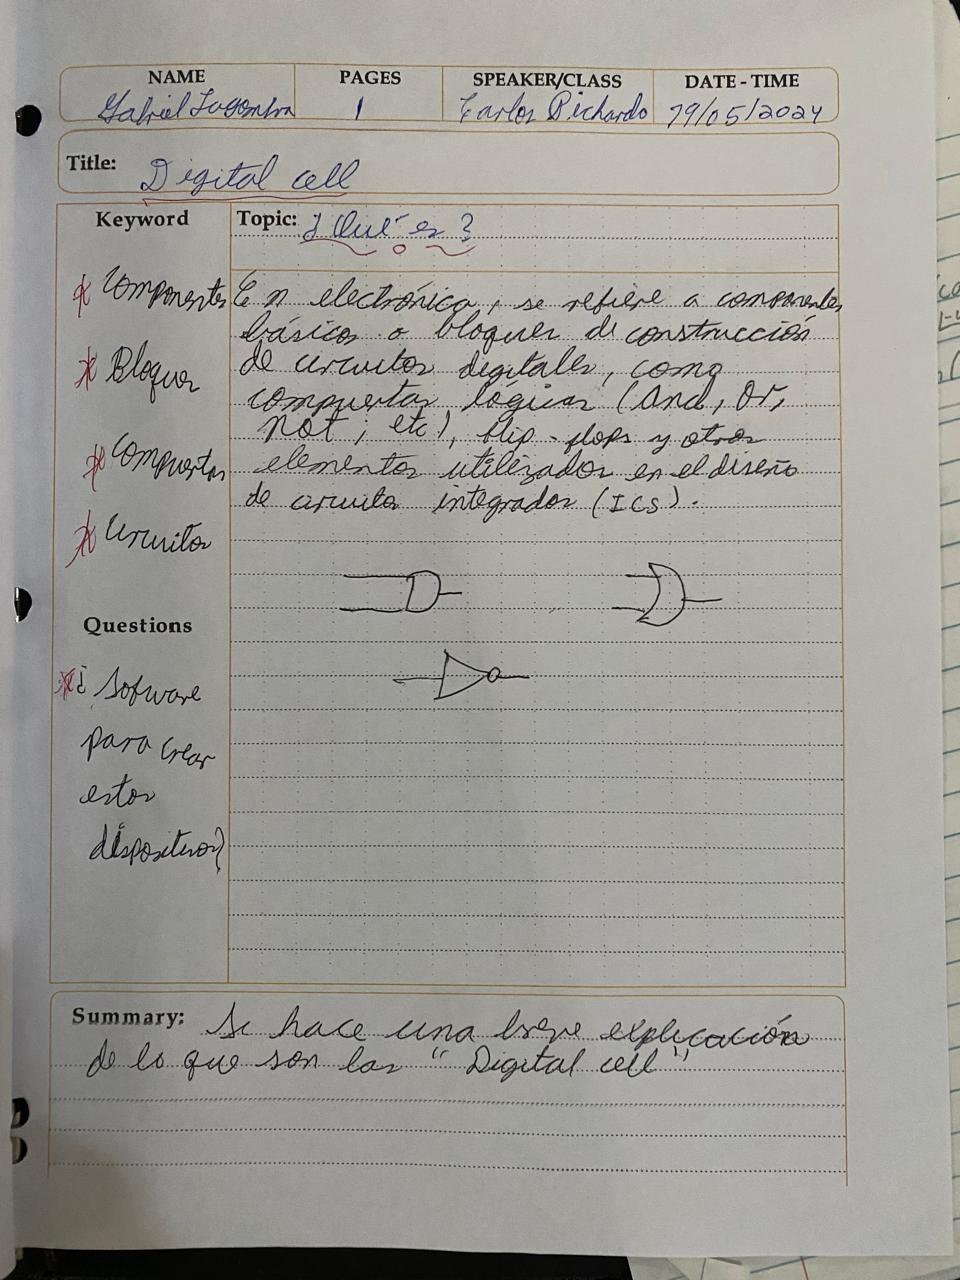 NAME PAGES SPEAKER/CLASS DATE - TIME
Gabriel 1 Carlos Pichardo 29/05/2024
Title: Digital cell
Keyword
* Componentes
* Bloques
* Compuertas
* Circuitos
Questions
* ¿ Sofware
para crear
estos
dispositivos?
Topic: ¿ Qué es ?
En electrónica, se refiere a componentes
básicos o bloques de construcción
de circuitos digitales, como
compuertas lógicas (And, Or,
Not ; etc), flip-flops y otros
elementos utilizados en el diseño
de circuitos integrados (ICS).
Summary: Se hace una breve explicación
de lo que son las "Digital cell"